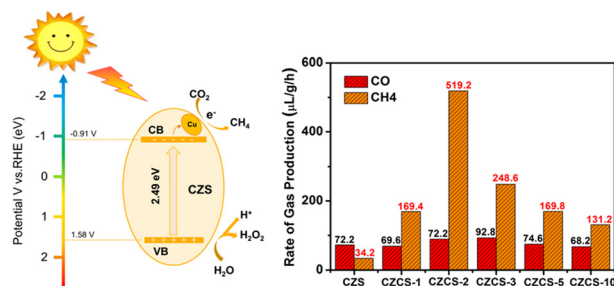 Potential V vs.RHE (eV)
-2
-1
0
1
2
-0.91 V
1.58 V
CO2
e-
CH4
CB
Cu
2.49 eV
CZS
VB
H+
H2O2
H2O
Rate of Gas Production (μL/g/h)
600
400
200
0
CO
CH4
72.2
34.2
69.6
169.4
72.2
519.2
92.8
248.6
74.6
169.8
68.2
131.2
CZS
CZCS-1
CZCS-2
CZCS-3
CZCS-5
CZCS-10